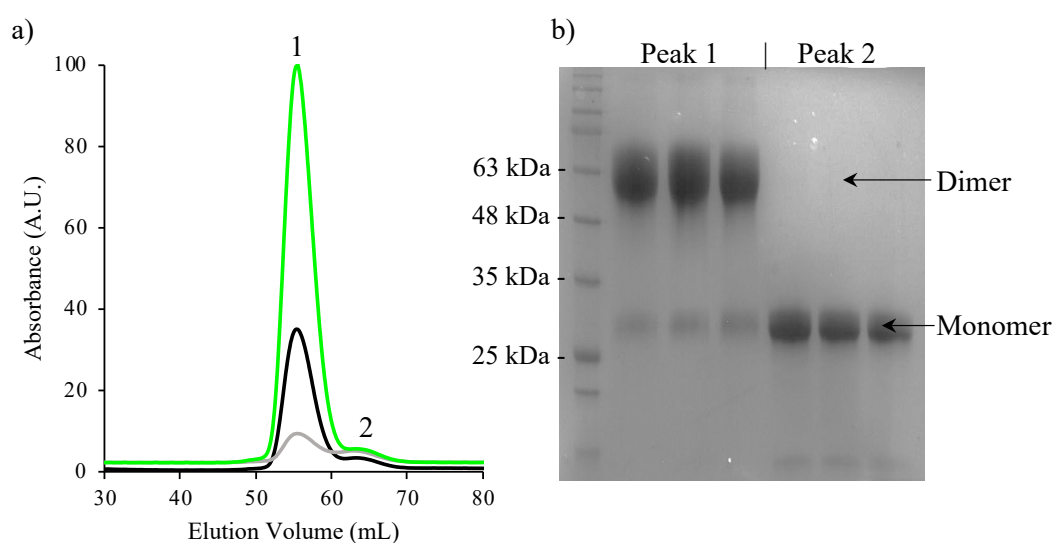 a)
1
100
80
60
40
20
0
2
Absorbance (A.U.)
30 40 50 60 70 80
Elution Volume (mL)
b)
Peak 1 | Peak 2
63 kDa -
48 kDa -
35 kDa -
25 kDa -
Dimer
Monomer